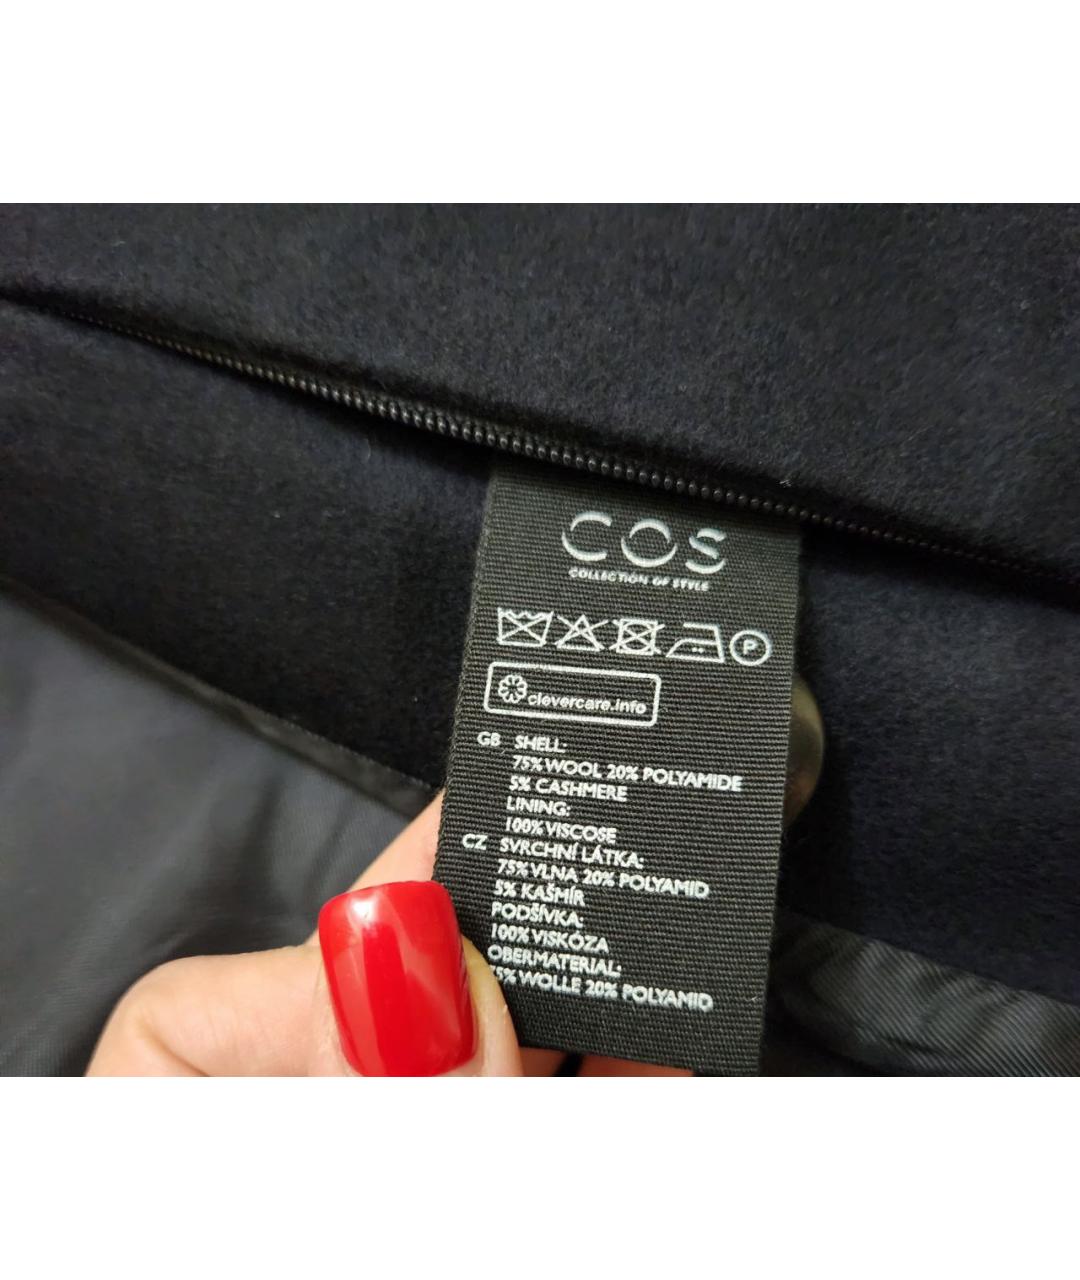 COS
COLLECTION OF STYLE
P
clevercare.info
GB SHELL:
75% WOOL 20% POLYAMIDE
5% CASHMERE
LINING:
100% VISCOSE
CZ SVRCHNÍ LÁTKA:
75% VLNA 20% POLYAMID
5% KAŠMÍR
PODŠÍVKA:
100% VISKÓZA
OBERMATERIAL:
5% WOLLE 20% POLYAMID